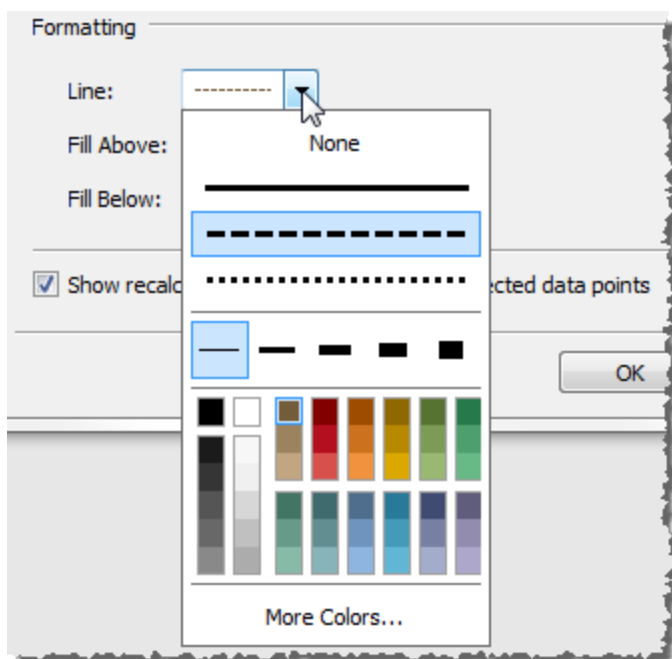 Formatting
Line:
None
Fill Above:
Fill Below:
Show recalc
ected data points
OK
More Colors...